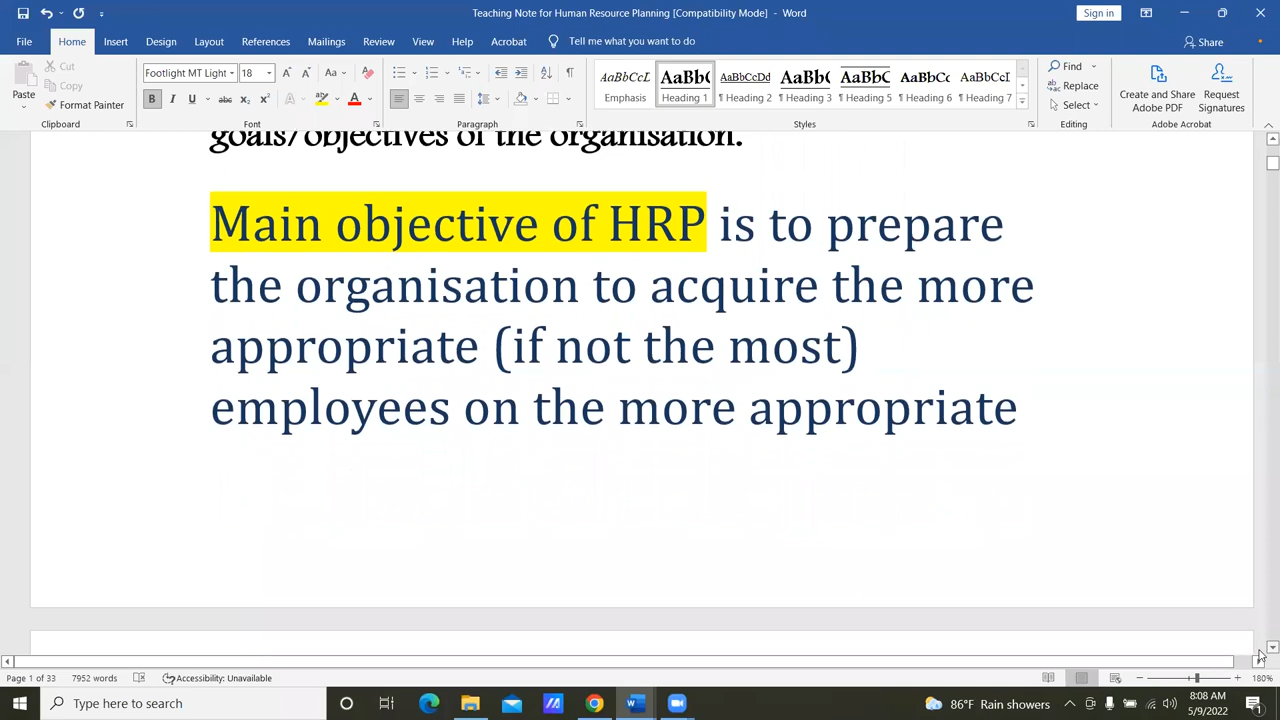 Teaching Note for Human Resource Planning [Compatibility Mode] - Word
Sign in
File Home Insert Design Layout References Mailings Review View Help Acrobat Tell me what you want to do Share
Paste
Cut
Copy
Format Painter
Clipboard
Footlight MT Light 18
Font
Paragraph
AaBbCcL AaBb( AaBbCcDd AaBbC AaBbC AaBbCc AaBbCcD
Emphasis Heading 1 ¶ Heading 2 ¶ Heading 3 ¶ Heading 5 ¶ Heading 6 ¶ Heading 7
Styles
Find
Replace
Select
Editing
Create and Share
Adobe PDF
Request
Signatures
Adobe Acrobat
goals/objectives of the organisation.
Main objective of HRP is to prepare
the organisation to acquire the more
appropriate (if not the most)
employees on the more appropriate
Page 1 of 33 7952 words Accessibility: Unavailable 180%
Type here to search
86°F Rain showers
8:08 AM
5/9/2022